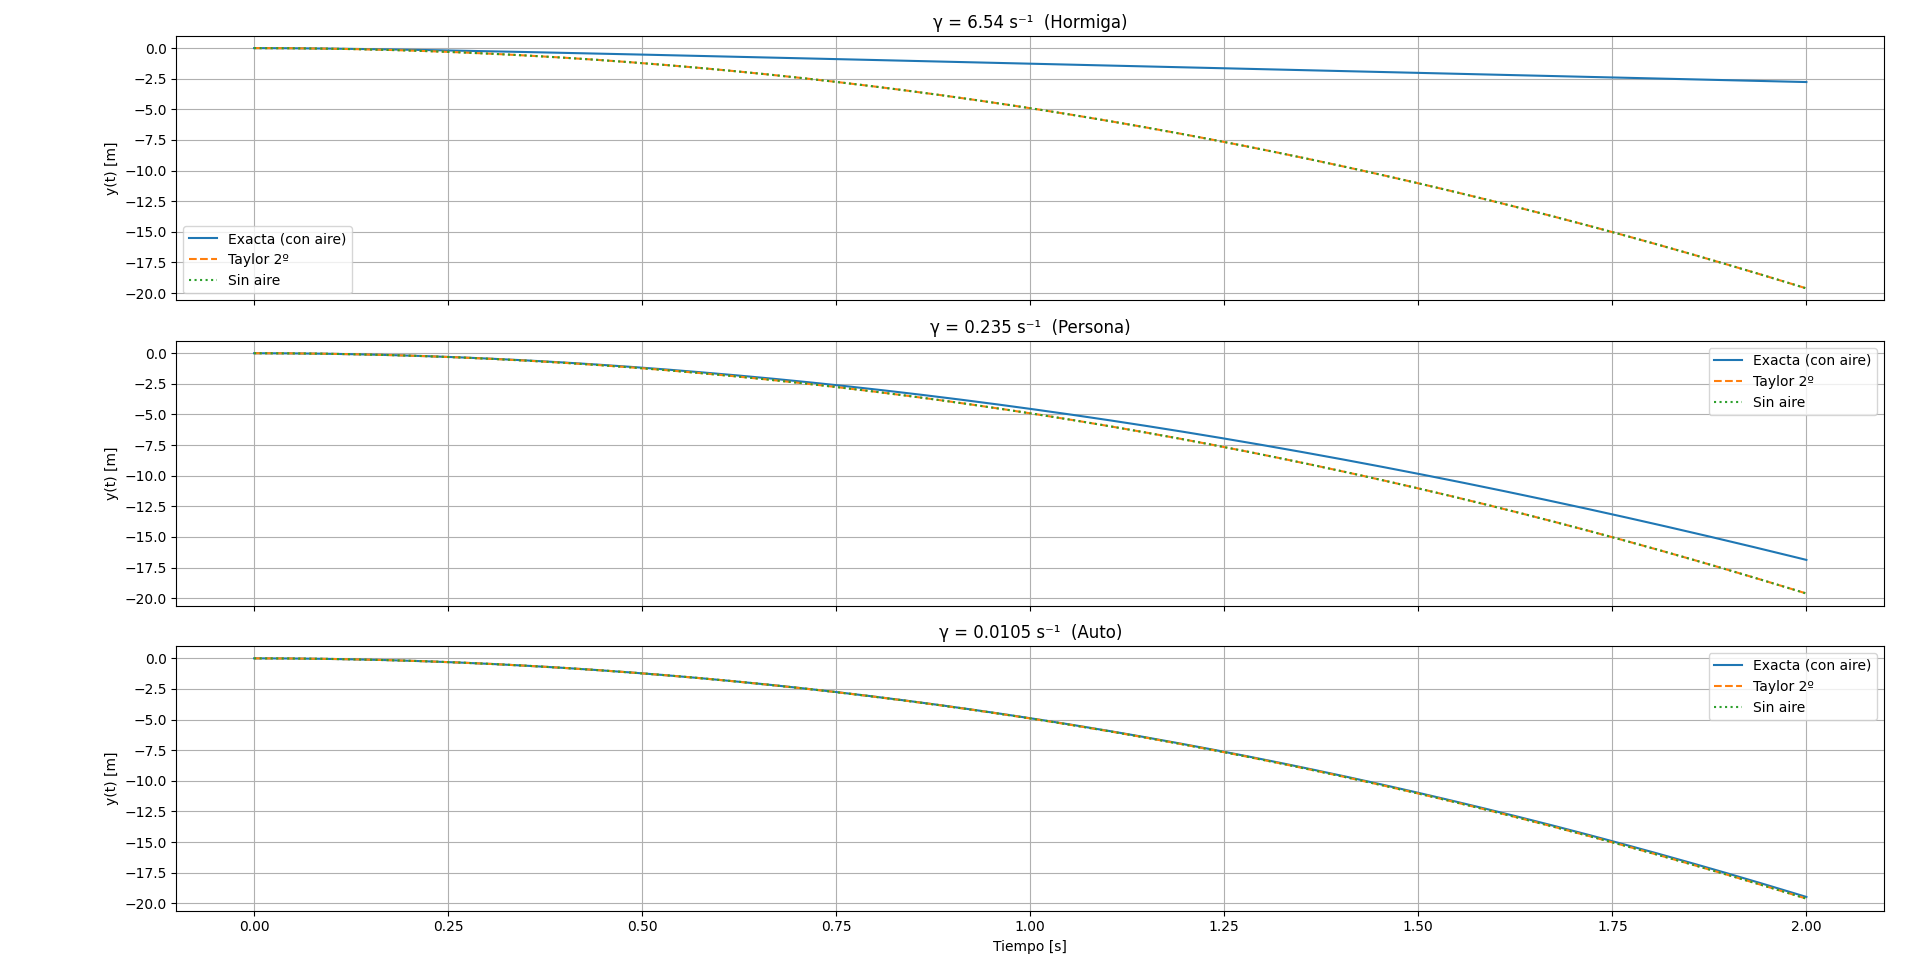 γ = 6.54 s⁻¹  (Hormiga)
0.0
−2.5
−5.0
−7.5
−10.0
−12.5
−15.0
−17.5
−20.0
y(t) [m]
Exacta (con aire)
Taylor 2º
Sin aire
γ = 0.235 s⁻¹  (Persona)
0.0
−2.5
−5.0
−7.5
−10.0
−12.5
−15.0
−17.5
−20.0
y(t) [m]
Exacta (con aire)
Taylor 2º
Sin aire
γ = 0.0105 s⁻¹  (Auto)
0.0
−2.5
−5.0
−7.5
−10.0
−12.5
−15.0
−17.5
−20.0
y(t) [m]
Exacta (con aire)
Taylor 2º
Sin aire
0.00 0.25 0.50 0.75 1.00 1.25 1.50 1.75 2.00
Tiempo [s]